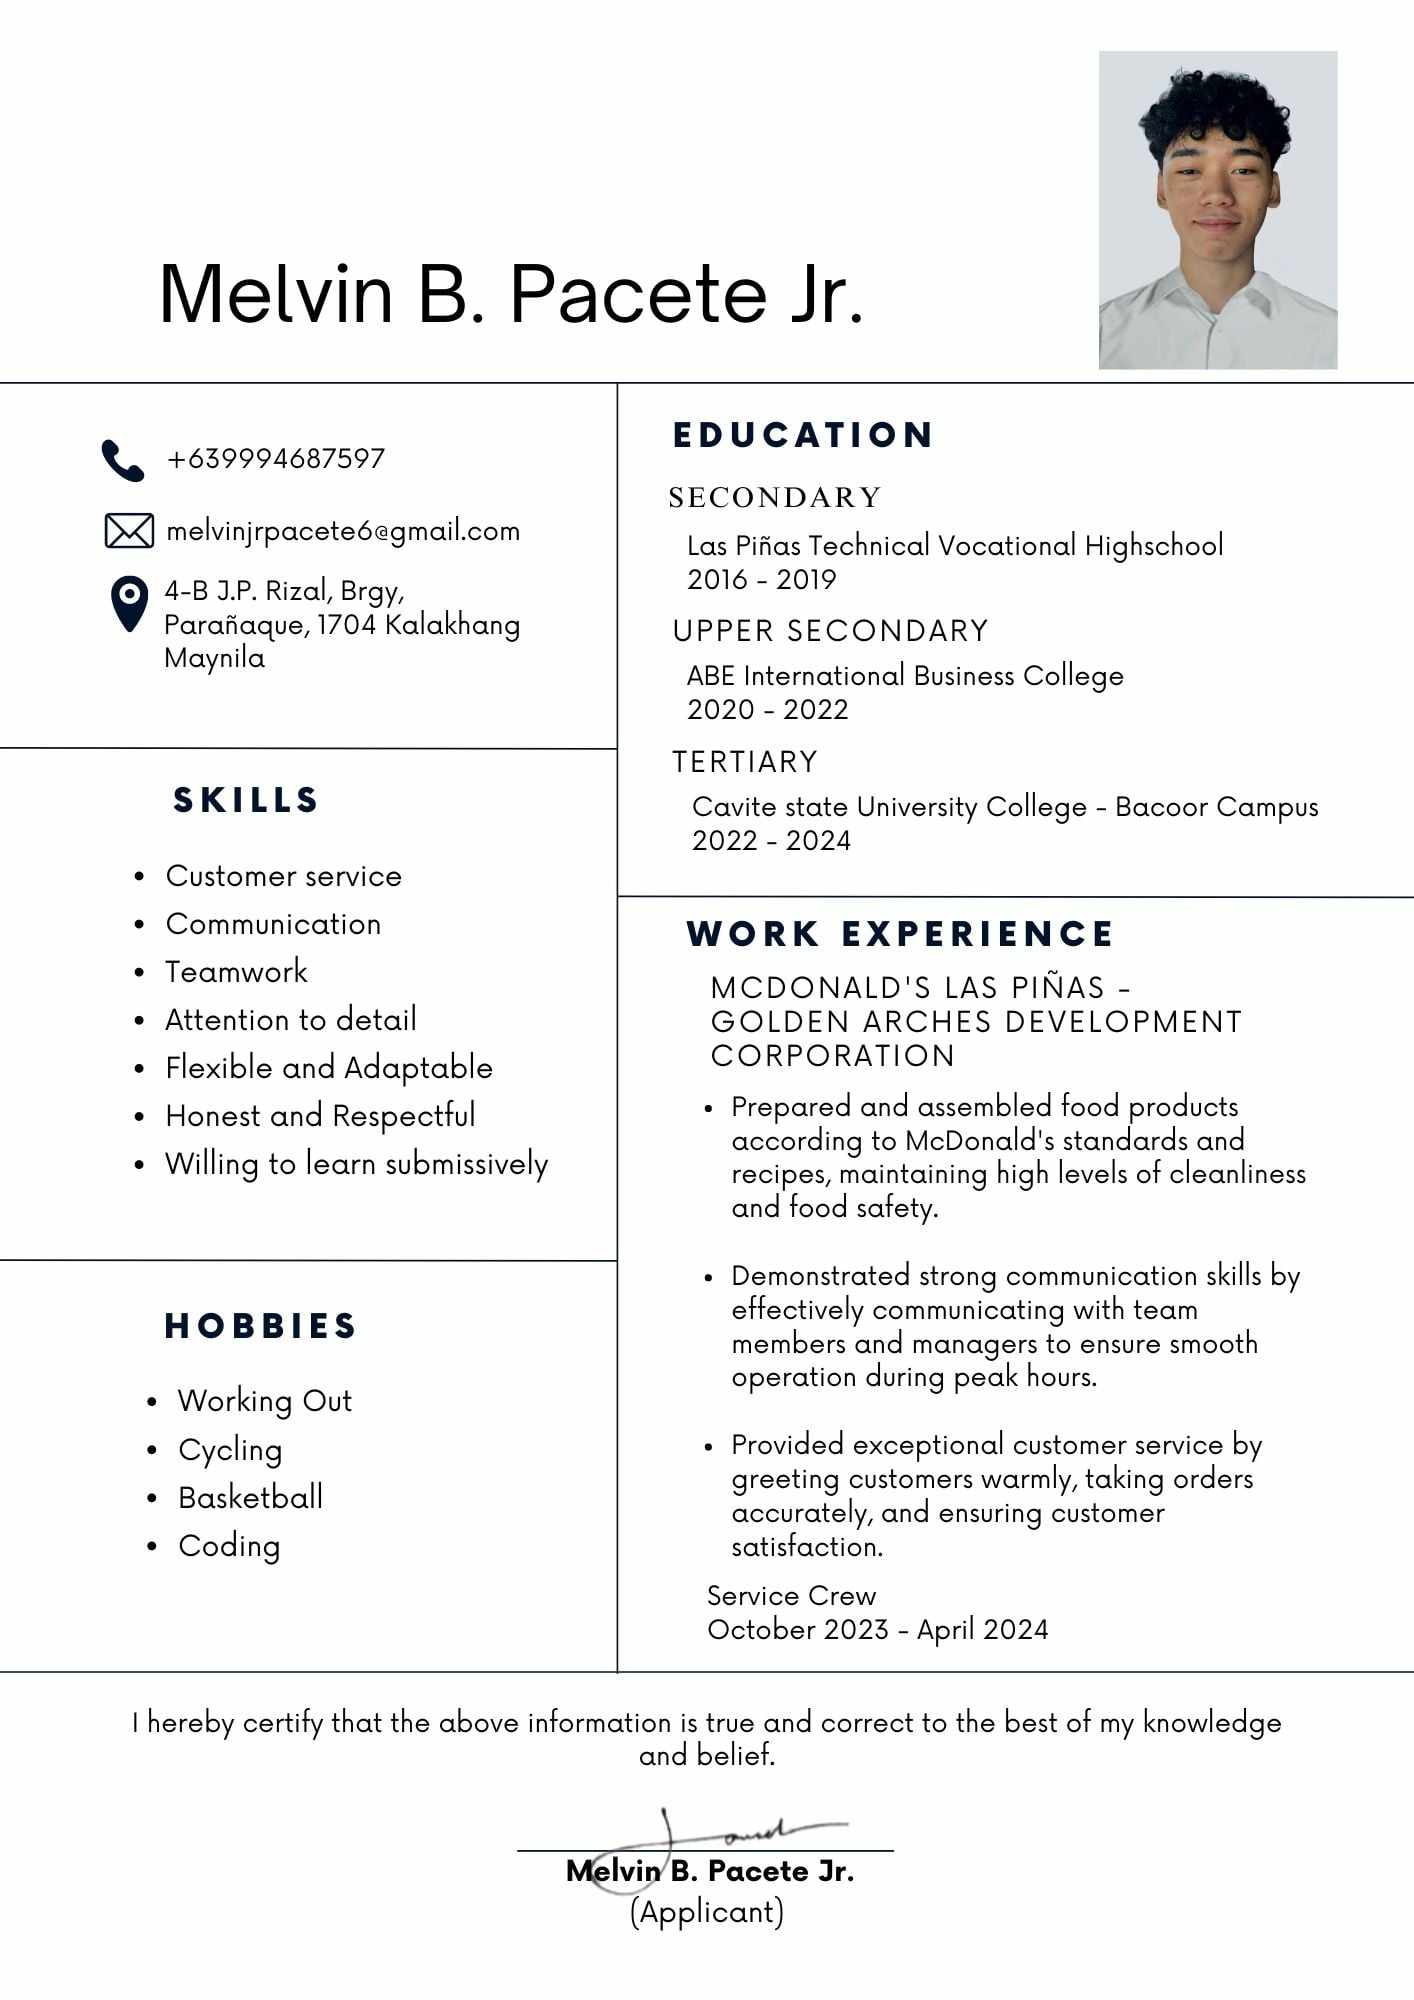 Melvin B. Pacete Jr.
+639994687597
melvinjrpacete6@gmail.com
4-B J.P. Rizal, Brgy,
Parañaque, 1704 Kalakhang
Maynila
SKILLS
• Customer service
• Communication
• Teamwork
• Attention to detail
• Flexible and Adaptable
• Honest and Respectful
• Willing to learn submissively
HOBBIES
• Working Out
• Cycling
• Basketball
• Coding
EDUCATION
SECONDARY
Las Piñas Technical Vocational Highschool
2016 - 2019
UPPER SECONDARY
ABE International Business College
2020 - 2022
TERTIARY
Cavite state University College - Bacoor Campus
2022 - 2024
WORK EXPERIENCE
MCDONALD'S LAS PIÑAS -
GOLDEN ARCHES DEVELOPMENT
CORPORATION
• Prepared and assembled food products
according to McDonald's standards and
recipes, maintaining high levels of cleanliness
and food safety.
• Demonstrated strong communication skills by
effectively communicating with team
members and managers to ensure smooth
operation during peak hours.
• Provided exceptional customer service by
greeting customers warmly, taking orders
accurately, and ensuring customer
satisfaction.
Service Crew
October 2023 - April 2024
I hereby certify that the above information is true and correct to the best of my knowledge
and belief.
Melvin B. Pacete Jr.
(Applicant)